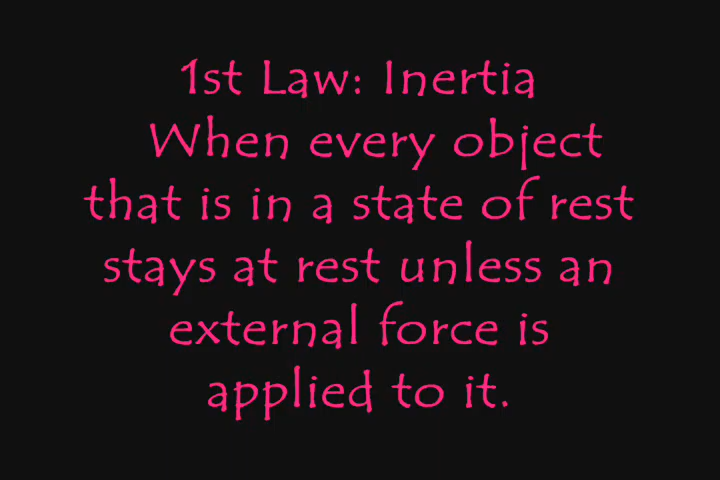 1st Law: Inertia
When every object
that is in a state of rest
stays at rest unless an
external force is
applied to it.